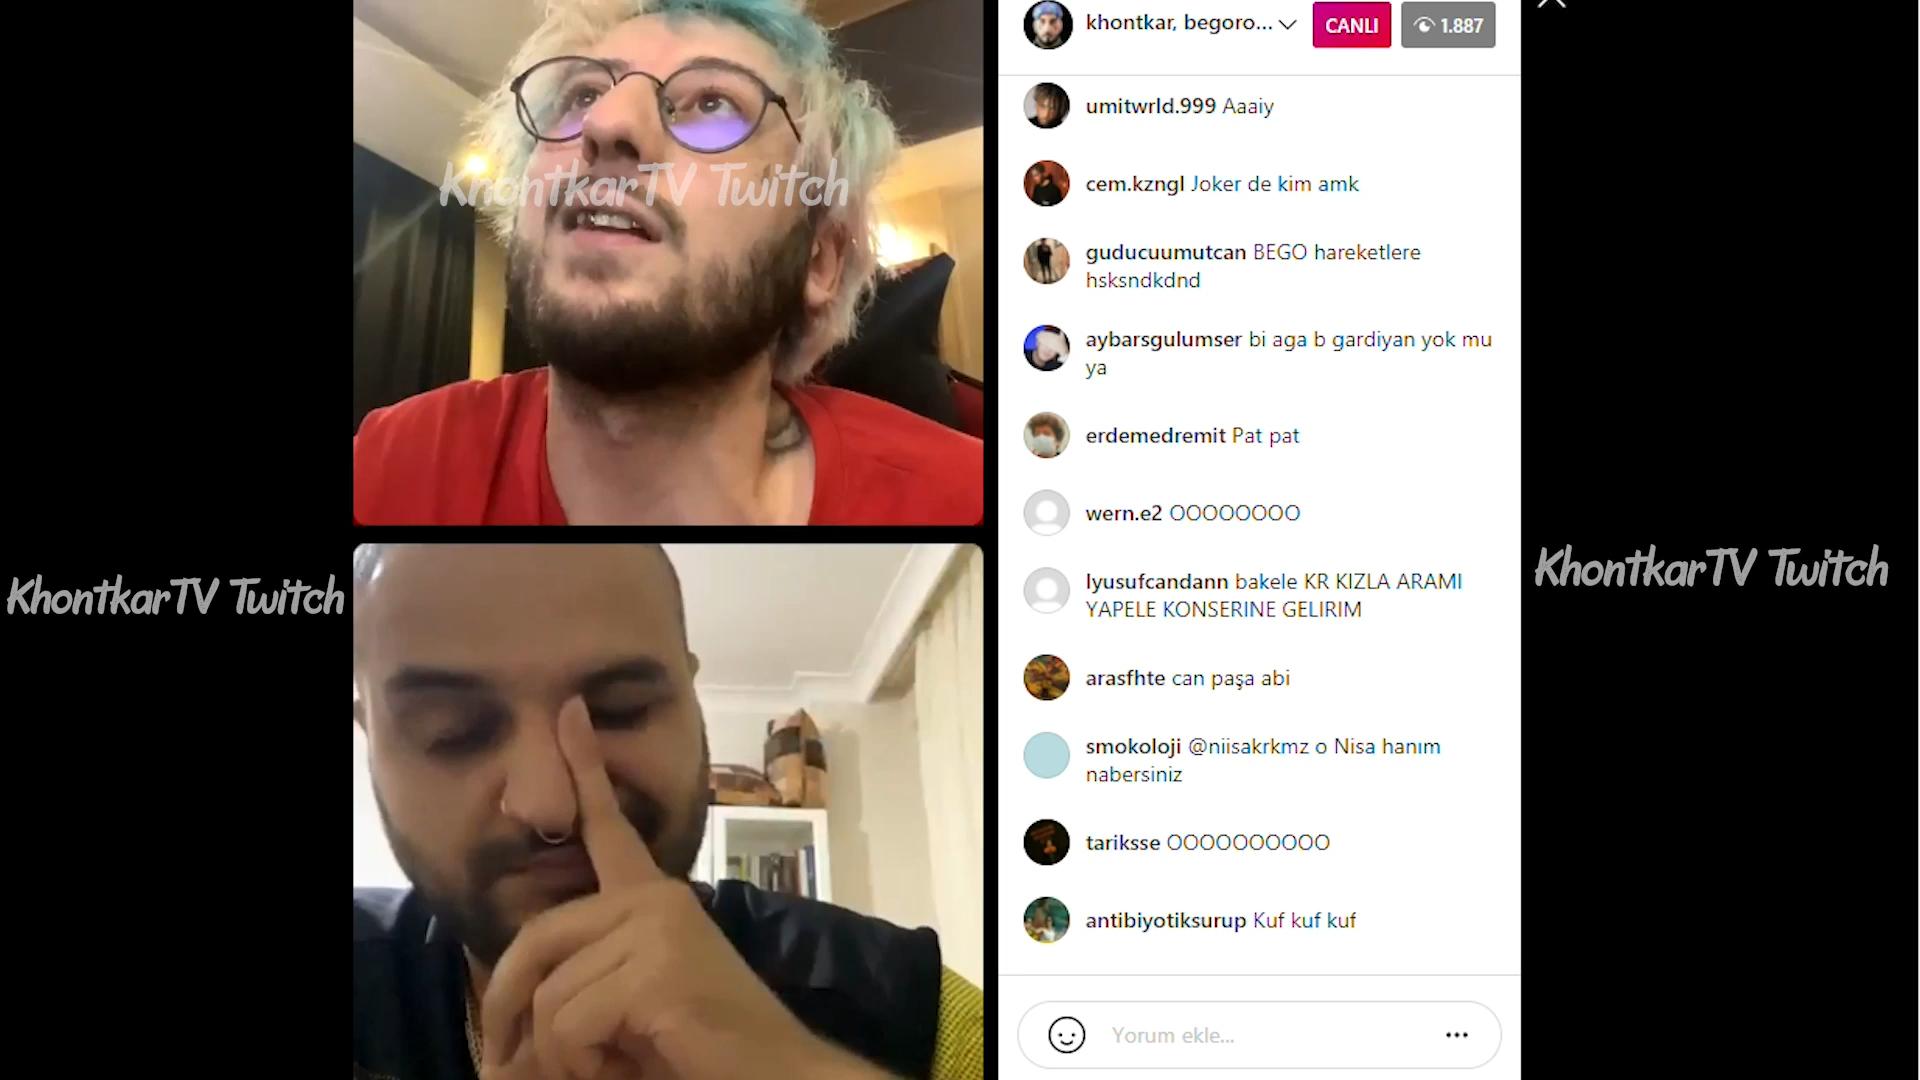 khontkar, begoro...
CANLI
1.887
umitwrld.999 Aaaiy
cem.kzngl Joker de kim amk
guducuumutcan BEGO hareketlere
hsksndkdnd
aybarsgulumser bi aga b gardiyan yok mu
ya
erdemedremit Pat pat
wern.e2 OOOOOOOO
lyusufcandann bakele KR KIZLA ARAMI
YAPELE KONSERINE GELIRIM
arasfhte can paşa abi
smokoloji @niisakrkmz o Nisa hanım
nabersiniz
tariksse OOOOOOOOOO
antibiyotiksurup Kuf kuf kuf
Yorum ekle...
KhontkarTV Twitch
KhontkarTV Twitch
KhontkarTV Twitch